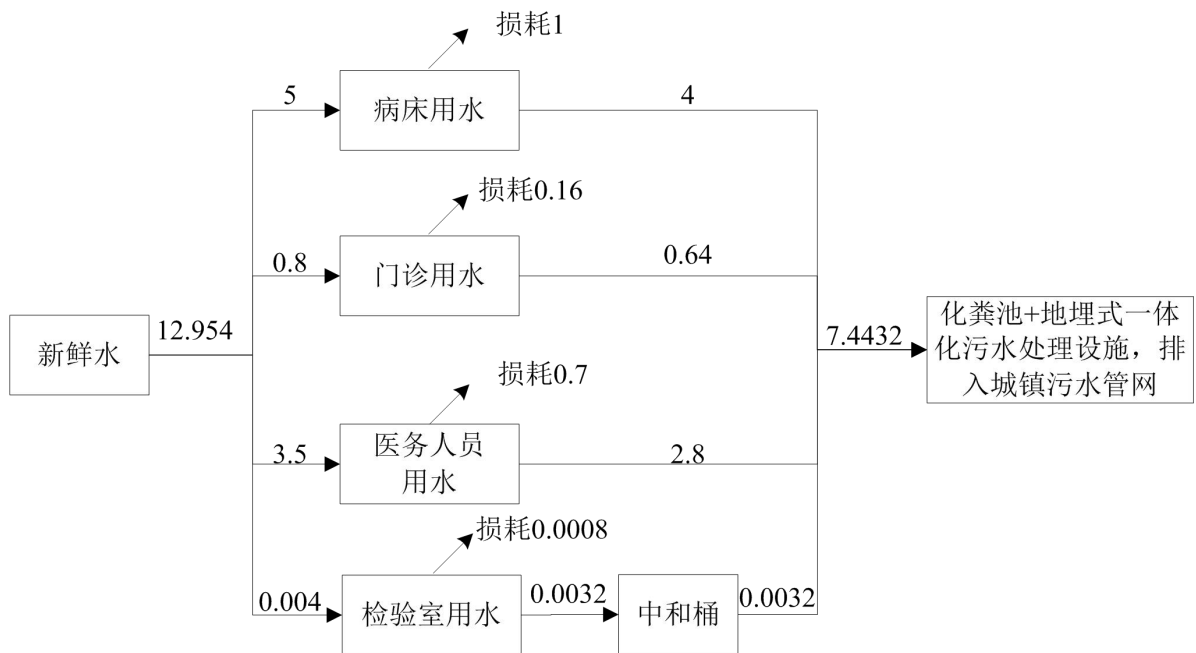 损耗1
5
病床用水
4
损耗0.16
0.8
门诊用水
0.64
新鲜水
12.954
7.4432
化粪池+地埋式一体
化污水处理设施，排
入城镇污水管网
损耗0.7
3.5
医务人员
用水
2.8
损耗0.0008
0.004
检验室用水
0.0032
中和桶
0.0032